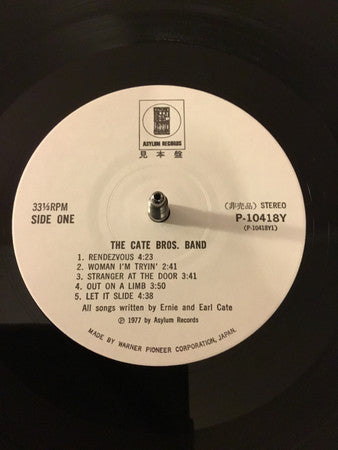 ASYLUM RECORDS
見本盤
33⅓RPM
SIDE ONE
(非売品) STEREO
P-10418Y
(P-10418Y1)
THE CATE BROS. BAND
1. RENDEZVOUS 4:23
2. WOMAN I'M TRYIN' 2:41
3. STRANGER AT THE DOOR 3:41
4. OUT ON A LIMB 3:50
5. LET IT SLIDE 4:38
All songs written by Ernie and Earl Cate
℗ 1977 by Asylum Records
MADE BY WARNER PIONEER CORPORATION, JAPAN.